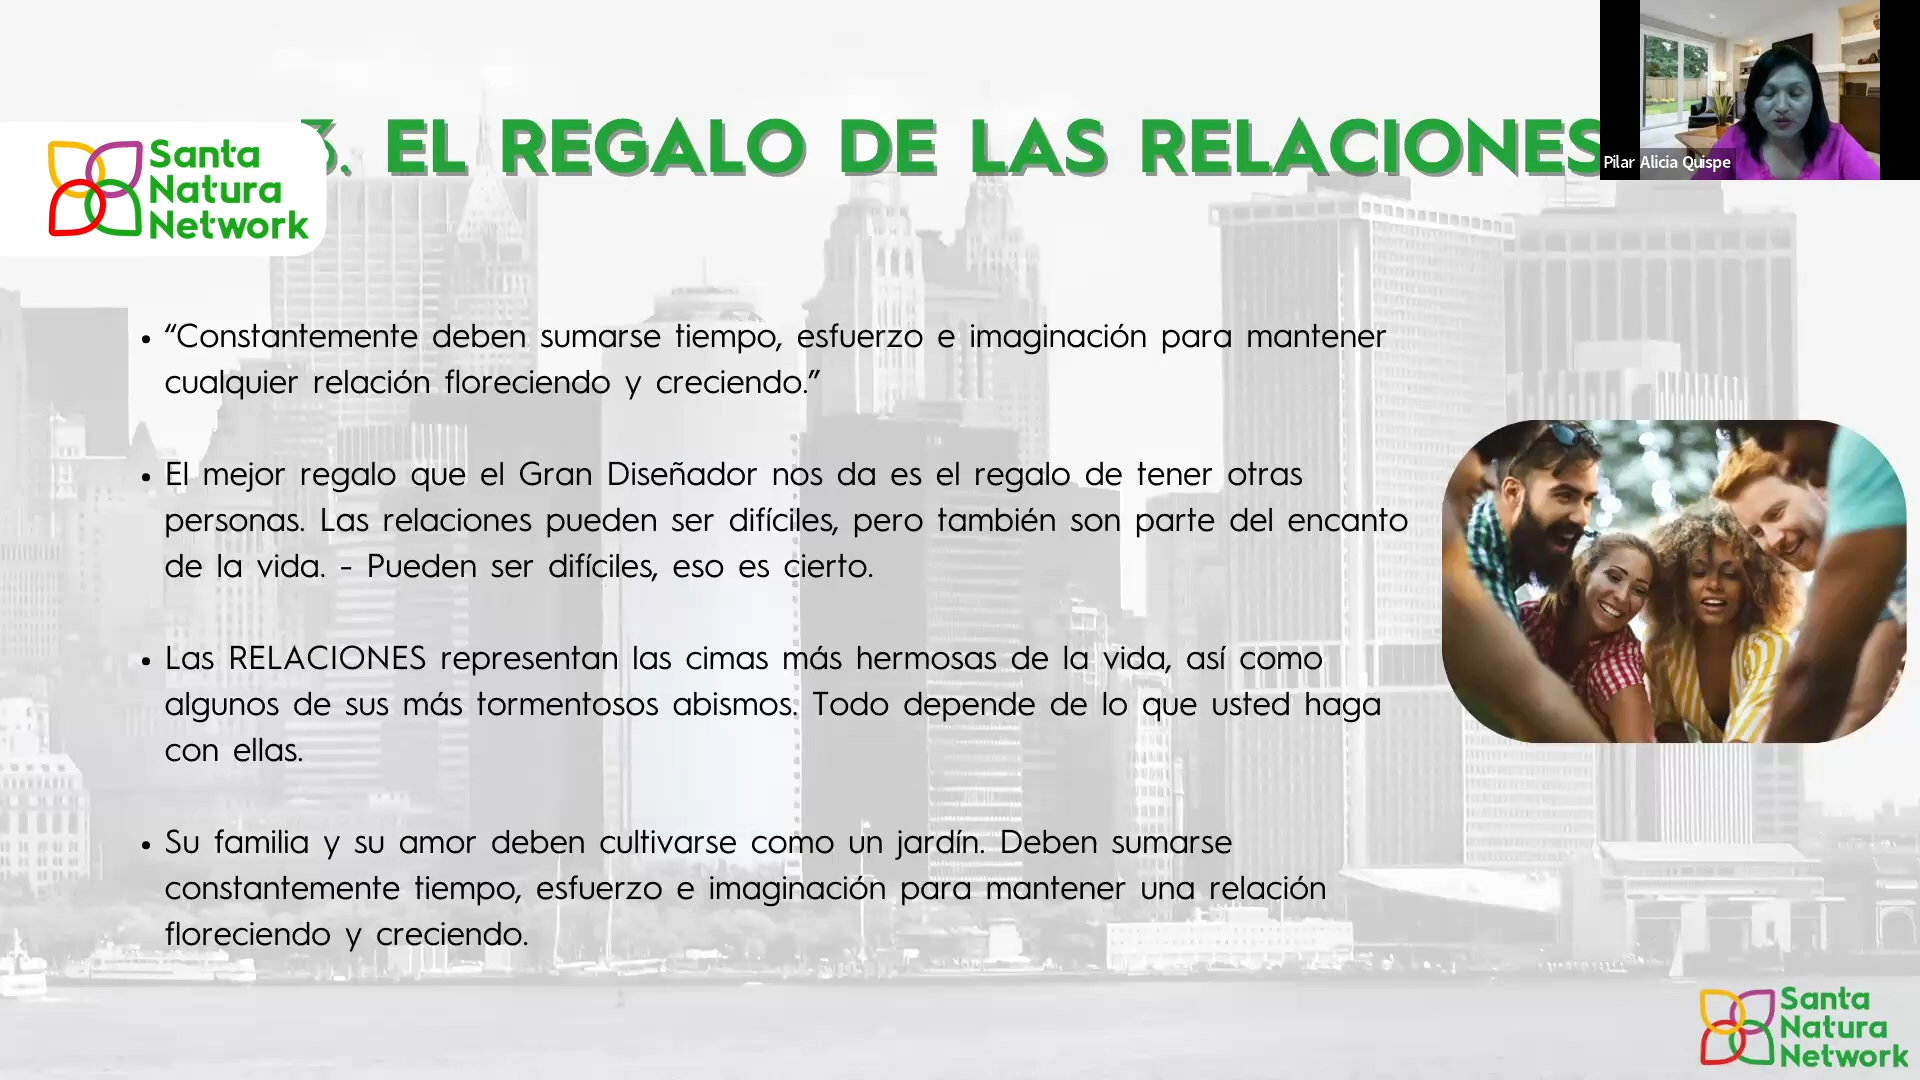 3. EL REGALO DE LAS RELACIONES
Pilar Alicia Quispe
Santa
Natura
Network
• “Constantemente deben sumarse tiempo, esfuerzo e imaginación para mantener
cualquier relación floreciendo y creciendo.”
• El mejor regalo que el Gran Diseñador nos da es el regalo de tener otras
personas. Las relaciones pueden ser difíciles, pero también son parte del encanto
de la vida. - Pueden ser difíciles, eso es cierto.
• Las RELACIONES representan las cimas más hermosas de la vida, así como
algunos de sus más tormentosos abismos. Todo depende de lo que usted haga
con ellas.
• Su familia y su amor deben cultivarse como un jardín. Deben sumarse
constantemente tiempo, esfuerzo e imaginación para mantener una relación
floreciendo y creciendo.
Santa
Natura
Network